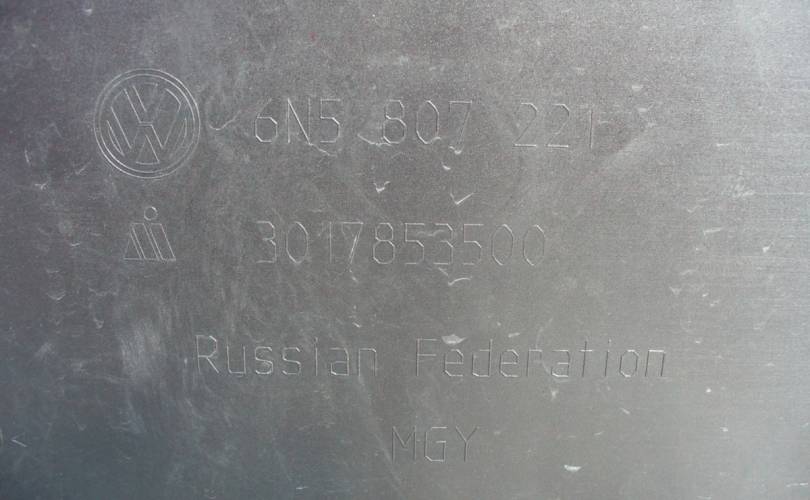 6N5 807 221
3017853500
Russian Federation
MGY